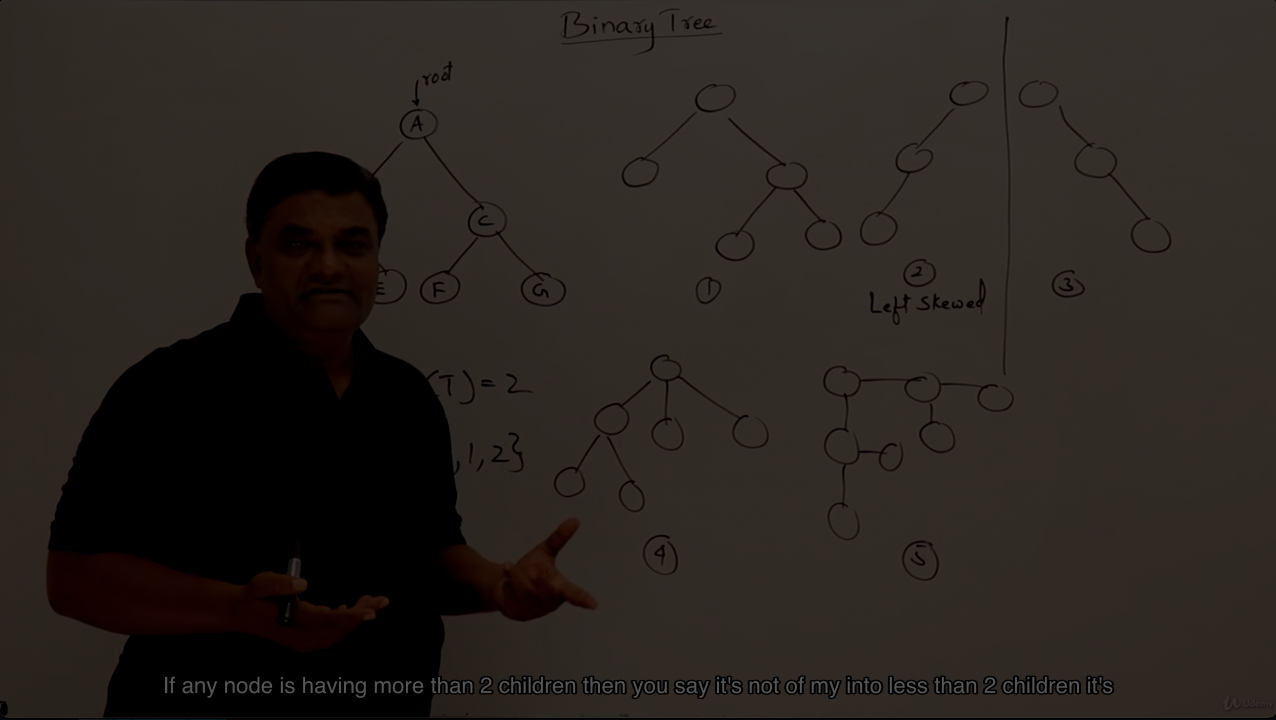 Binary Tree
root
A
C
E F G
1
2
Left Skewed
3
(T) = 2
, 1, 2}
4
5
If any node is having more than 2 children then you say it's not of my into less than 2 children it's
Udemy